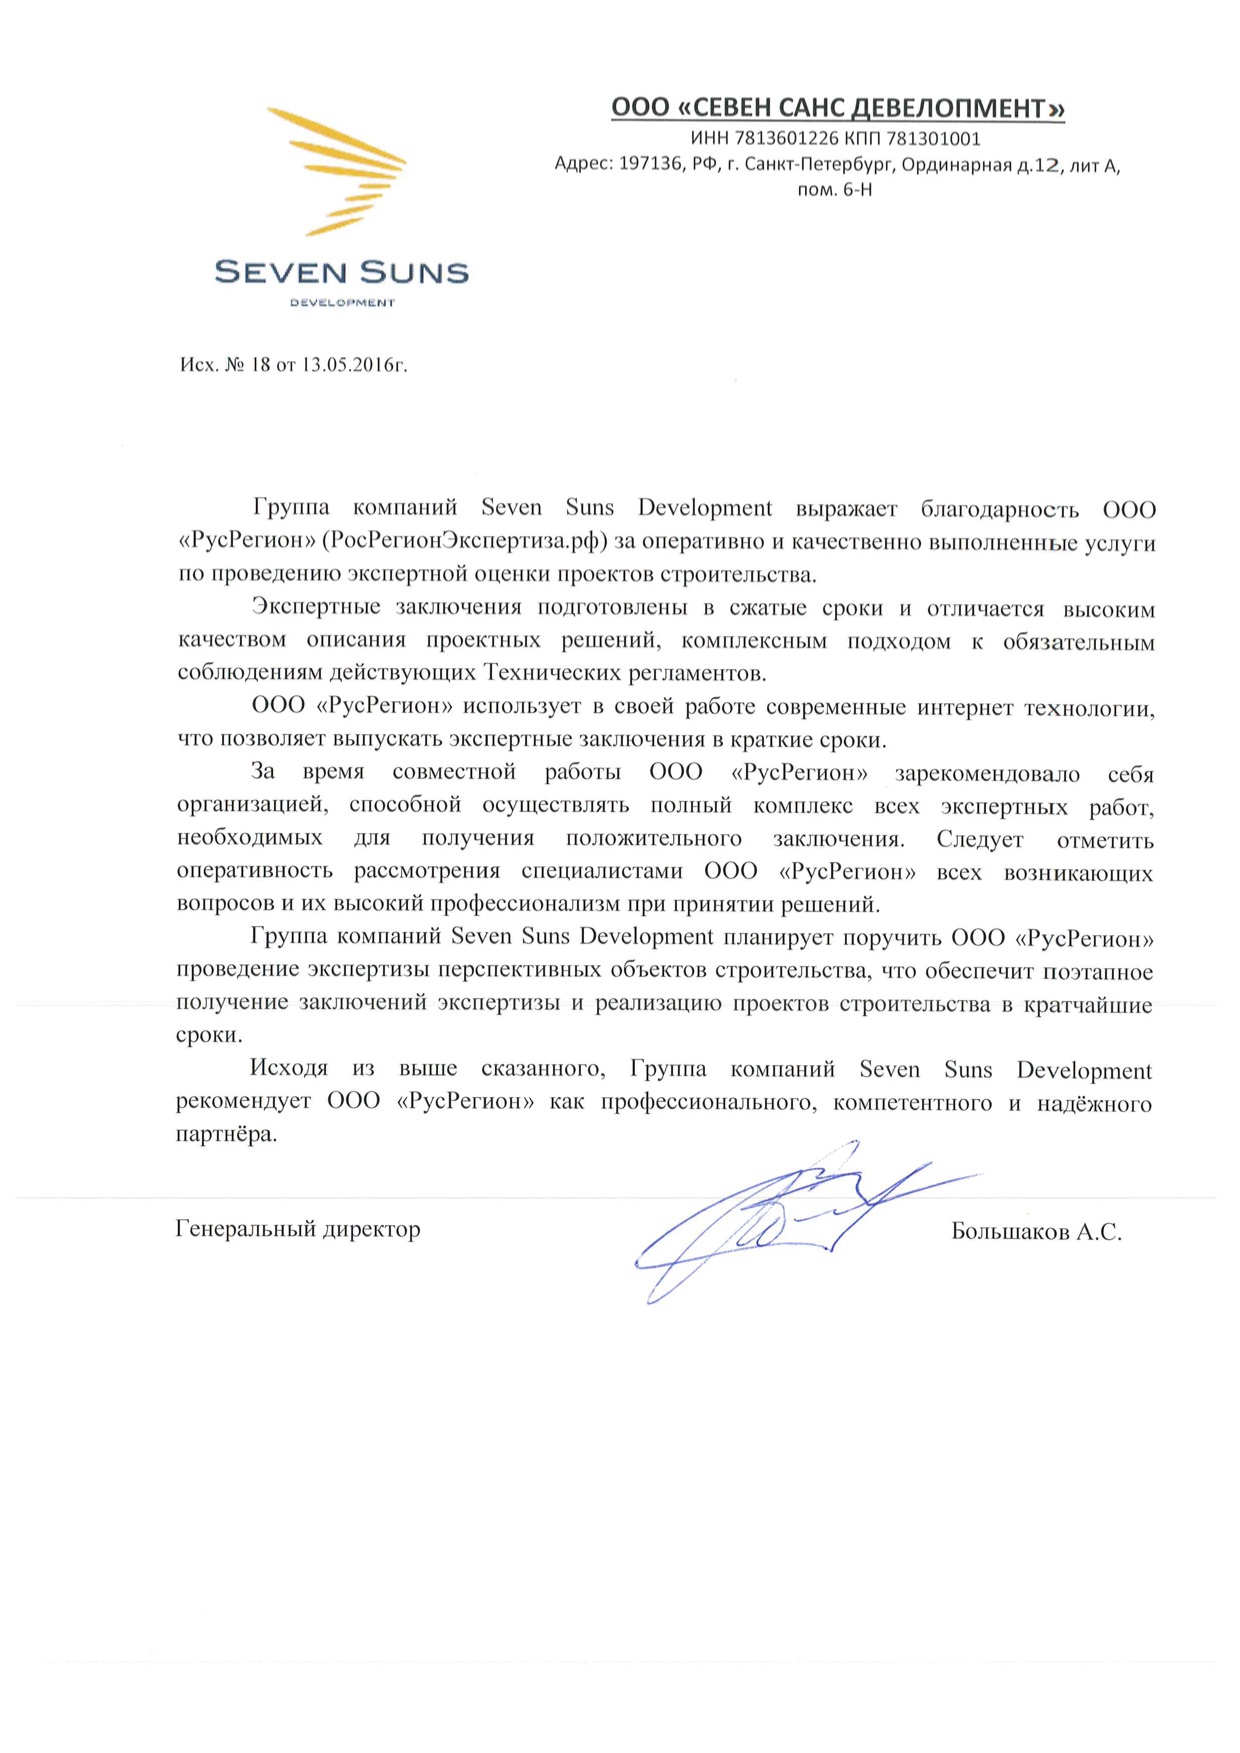 ООО «СЕВЕН САНС ДЕВЕЛОПМЕНТ»
ИНН 7813601226 КПП 781301001
Адрес: 197136, РФ, г. Санкт-Петербург, Ординарная д.12, лит А,
пом. 6-Н
SEVEN SUNS
DEVELOPMENT
Исх. № 18 от 13.05.2016г.
Группа компаний Seven Suns Development выражает благодарность ООО
«РусРегион» (РосРегионЭкспертиза.рф) за оперативно и качественно выполненные услуги
по проведению экспертной оценки проектов строительства.
Экспертные заключения подготовлены в сжатые сроки и отличается высоким
качеством описания проектных решений, комплексным подходом к обязательным
соблюдениям действующих Технических регламентов.
ООО «РусРегион» использует в своей работе современные интернет технологии,
что позволяет выпускать экспертные заключения в краткие сроки.
За время совместной работы ООО «РусРегион» зарекомендовало себя
организацией, способной осуществлять полный комплекс всех экспертных работ,
необходимых для получения положительного заключения. Следует отметить
оперативность рассмотрения специалистами ООО «РусРегион» всех возникающих
вопросов и их высокий профессионализм при принятии решений.
Группа компаний Seven Suns Development планирует поручить ООО «РусРегион»
проведение экспертизы перспективных объектов строительства, что обеспечит поэтапное
получение заключений экспертизы и реализацию проектов строительства в кратчайшие
сроки.
Исходя из выше сказанного, Группа компаний Seven Suns Development
рекомендует ООО «РусРегион» как профессионального, компетентного и надёжного
партнёра.
Генеральный директор Большаков А.С.